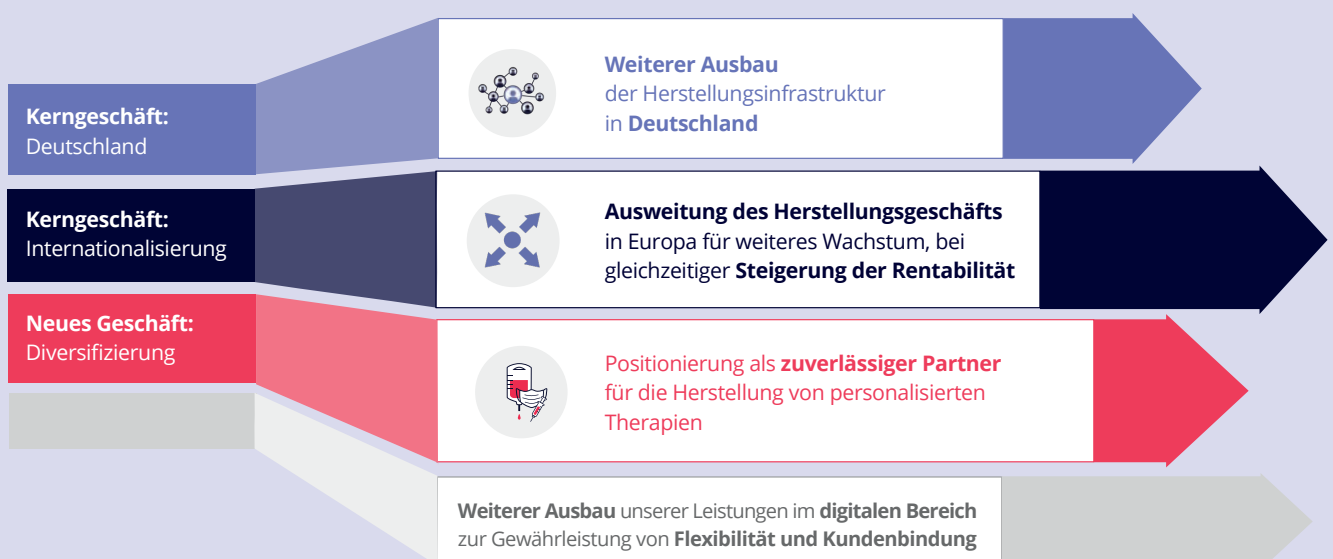 Kerngeschäft:
Deutschland
Weiterer Ausbau
der Herstellungsinfrastruktur
in Deutschland
Kerngeschäft:
Internationalisierung
Ausweitung des Herstellungsgeschäfts
in Europa für weiteres Wachstum, bei
gleichzeitiger Steigerung der Rentabilität
Neues Geschäft:
Diversifizierung
Positionierung als zuverlässiger Partner
für die Herstellung von personalisierten
Therapien
Weiterer Ausbau unserer Leistungen im digitalen Bereich
zur Gewährleistung von Flexibilität und Kundenbindung